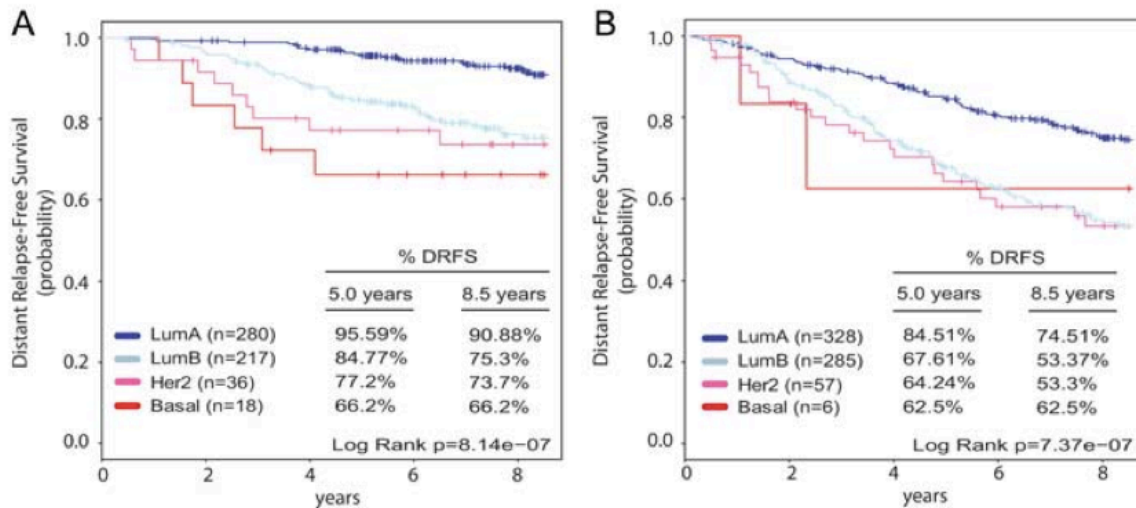 A
Distant Relapse-Free Survival
(probability)
1.0
0.8
0.6
0.4
0.2
0.0
% DRFS
5.0 years 8.5 years
LumA (n=280) 95.59% 90.88%
LumB (n=217) 84.77% 75.3%
Her2 (n=36) 77.2% 73.7%
Basal (n=18) 66.2% 66.2%
Log Rank p=8.14e-07
0 2 4 6 8
years
B
Distant Relapse-Free Survival
(probability)
1.0
0.8
0.6
0.4
0.2
0.0
% DRFS
5.0 years 8.5 years
LumA (n=328) 84.51% 74.51%
LumB (n=285) 67.61% 53.37%
Her2 (n=57) 64.24% 53.3%
Basal (n=6) 62.5% 62.5%
Log Rank p=7.37e-07
0 2 4 6 8
years